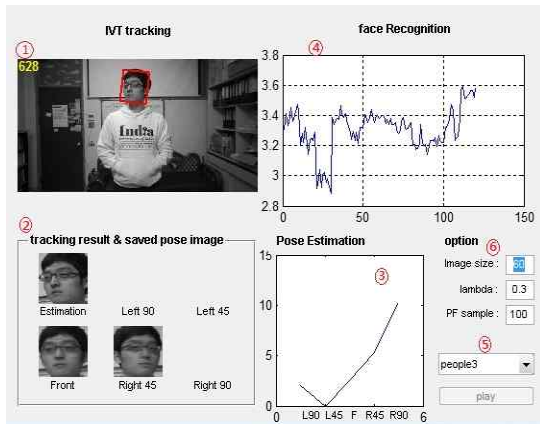 IVT tracking
face Recognition
①
④
628
India
3.8
3.6
3.4
3.2
3
2.8
0
50
100
150
②
tracking result & saved pose image
Estimation
Left 90
Left 45
Front
Right 45
Right 90
Pose Estimation
③
15
10
5
0
0
L90
L45
F
R45
R90
6
option
⑥
Image size :
60
lambda :
0.3
PF sample :
100
⑤
people3
play